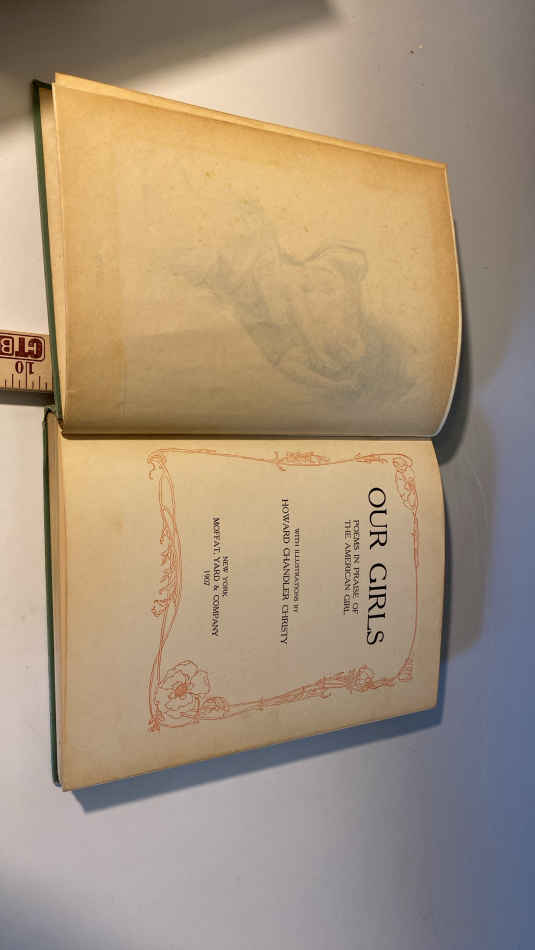 OUR GIRLS
POEMS IN PRAISE OF
THE AMERICAN GIRL
WITH ILLUSTRATIONS BY
HOWARD CHANDLER CHRISTY
NEW YORK
MOFFAT, YARD & COMPANY
1907
GTB
10